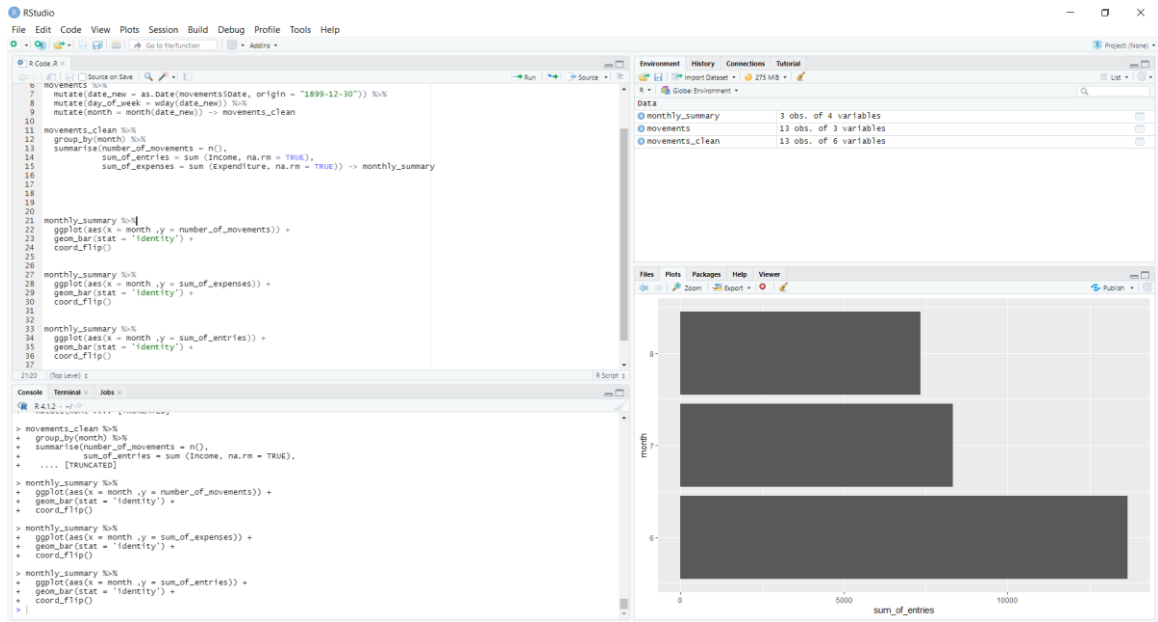 RStudio
File Edit Code View Plots Session Build Debug Profile Tools Help
Go to file/function Addins
Project: (None)
R Code .R
Source on Save Run Source
6 movements %>%
7 mutate(date_new = as.Date(movements$Date, origin = "1899-12-30")) %>%
8 mutate(day_of_week = wday(date_new)) %>%
9 mutate(month = month(date_new)) -> movements_clean
10
11 movements_clean %>%
12 group_by(month) %>%
13 summarise(number_of_movements = n(),
14 sum_of_entries = sum (Income, na.rm = TRUE),
15 sum_of_expenses = sum (Expenditure, na.rm = TRUE)) -> monthly_summary
16
17
18
19
20
21 monthly_summary %>%
22 ggplot(aes(x = month ,y = number_of_movements)) +
23 geom_bar(stat = 'identity') +
24 coord_flip()
25
26
27 monthly_summary %>%
28 ggplot(aes(x = month ,y = sum_of_expenses)) +
29 geom_bar(stat = 'identity') +
30 coord_flip()
31
32
33 monthly_summary %>%
34 ggplot(aes(x = month ,y = sum_of_entries)) +
35 geom_bar(stat = 'identity') +
36 coord_flip()
37
21:20 (Top Level) R Script
Console Terminal Jobs
R 4.1.2 · ~/
[TRUNCATED]
> movements_clean %>%
+ group_by(month) %>%
+ summarise(number_of_movements = n(),
+ sum_of_entries = sum (Income, na.rm = TRUE),
+ .... [TRUNCATED]
> monthly_summary %>%
+ ggplot(aes(x = month ,y = number_of_movements)) +
+ geom_bar(stat = 'identity') +
+ coord_flip()
> monthly_summary %>%
+ ggplot(aes(x = month ,y = sum_of_expenses)) +
+ geom_bar(stat = 'identity') +
+ coord_flip()
> monthly_summary %>%
+ ggplot(aes(x = month ,y = sum_of_entries)) +
+ geom_bar(stat = 'identity') +
+ coord_flip()
>
Environment History Connections Tutorial
Import Dataset 275 MiB List
R Global Environment
Data
monthly_summary 3 obs. of 4 variables
movements 13 obs. of 3 variables
movements_clean 13 obs. of 6 variables
Files Plots Packages Help Viewer
Zoom Export Publish
8
7
6
month
0 5000 10000
sum_of_entries